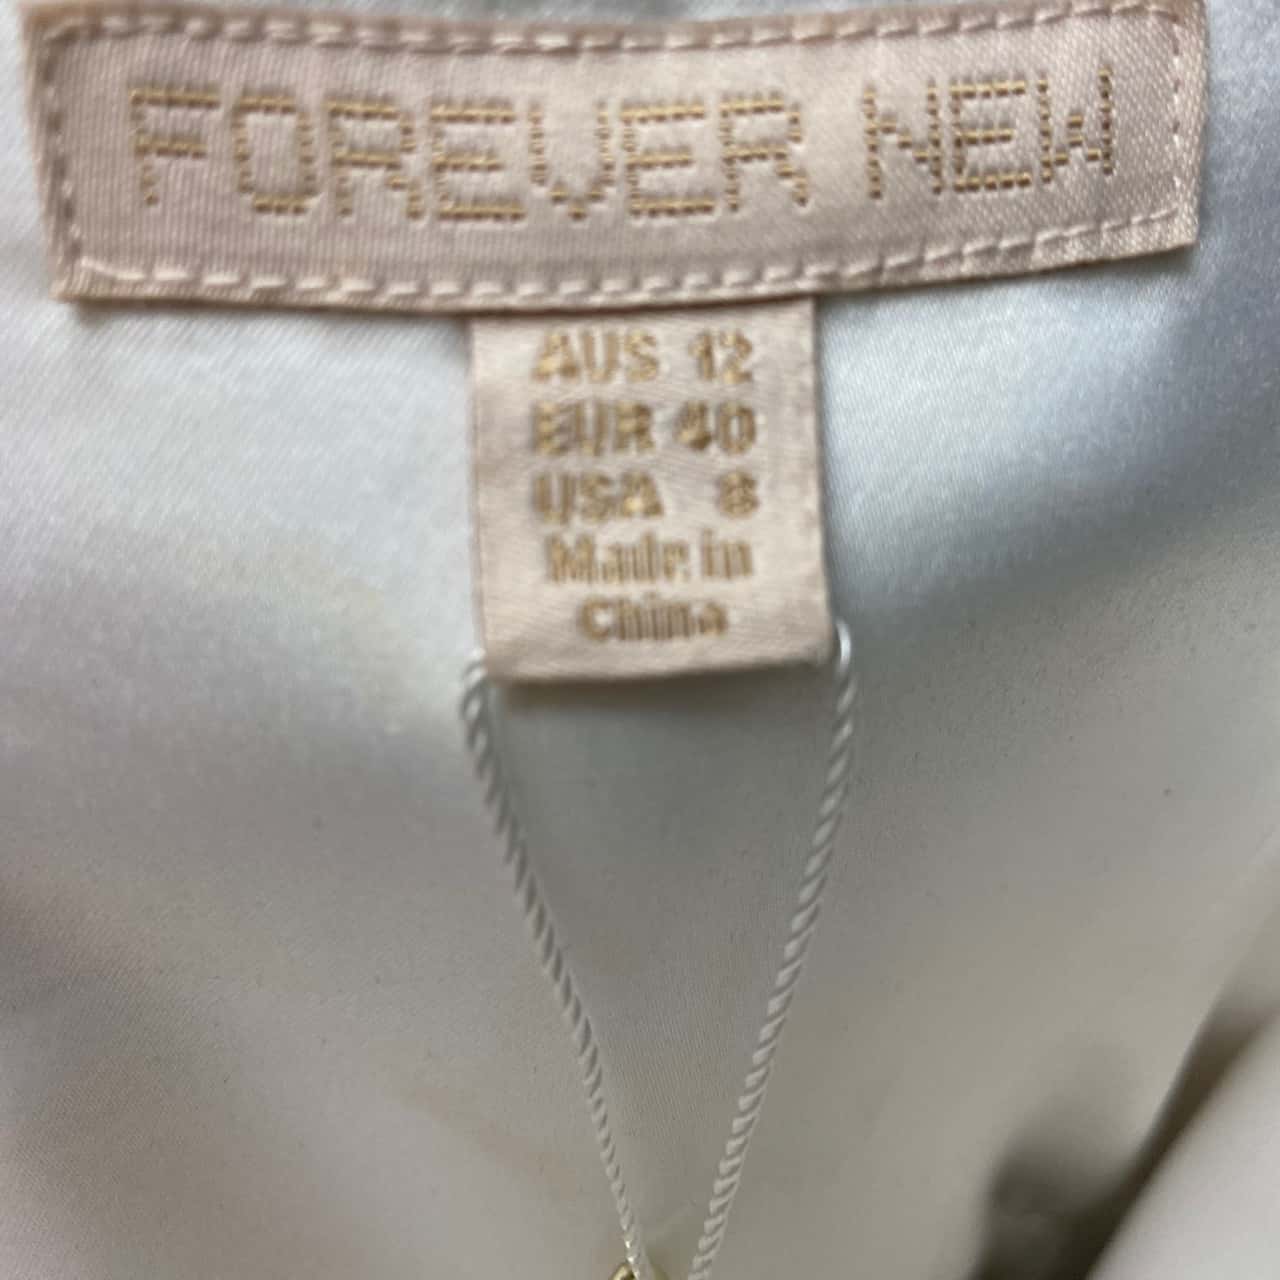 FOREVER NEW
AUS 12
EUR 40
USA 8
Made in
China